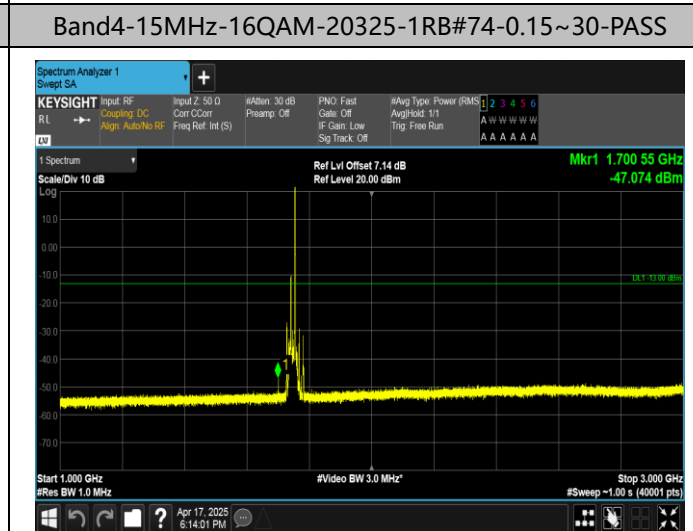 Band4-15MHz-16QAM-20325-1RB#74-0.15~30-PASS
Spectrum Analyzer 1
Swept SA
+
KEYSIGHT
RL
LXI
Input: RF
Coupling: DC
Align: Auto/No RF
Input Z: 50 Ω
Corr CCorr
Freq Ref: Int (S)
#Atten: 30 dB
Preamp: Off
PNO: Fast
Gate: Off
IF Gain: Low
Sig Track: Off
#Avg Type: Power (RMS
Avg|Hold: 1/1
Trig: Free Run
1 2 3 4 5 6
A W W W W W
A A A A A A
1 Spectrum
Scale/Div 10 dB
Ref Lvl Offset 7.14 dB
Ref Level 20.00 dBm
Mkr1 1.700 55 GHz
-47.074 dBm
Log
10.0
0.00
-10.0
-20.0
-30.0
-40.0
-50.0
-60.0
-70.0
DL1 -13.00 dBm
1
Start 1.000 GHz
#Res BW 1.0 MHz
#Video BW 3.0 MHz*
Stop 3.000 GHz
#Sweep ~1.00 s (40001 pts)
?
Apr 17, 2025
6:14:01 PM